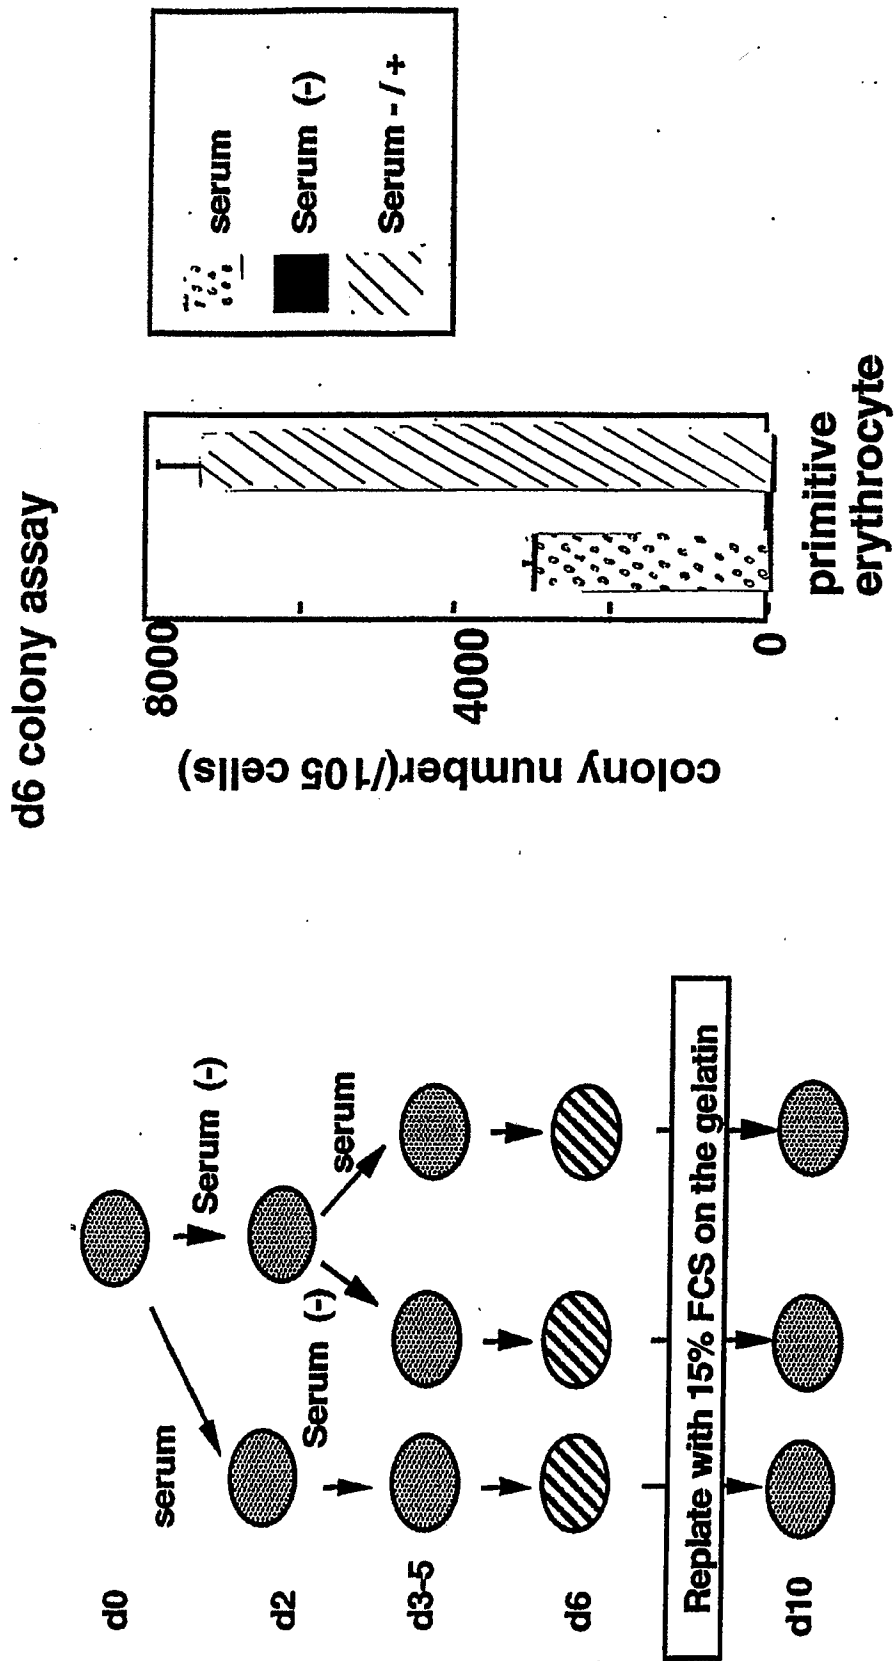 d0
serum
Serum (-)
d2
Serum (-)
serum
d3-5
d6
Replate with 15% FCS on the gelatin
d10
d6 colony assay
colony number(/105 cells)
8000
4000
0
primitive
erythrocyte
serum
Serum (-)
Serum - / +